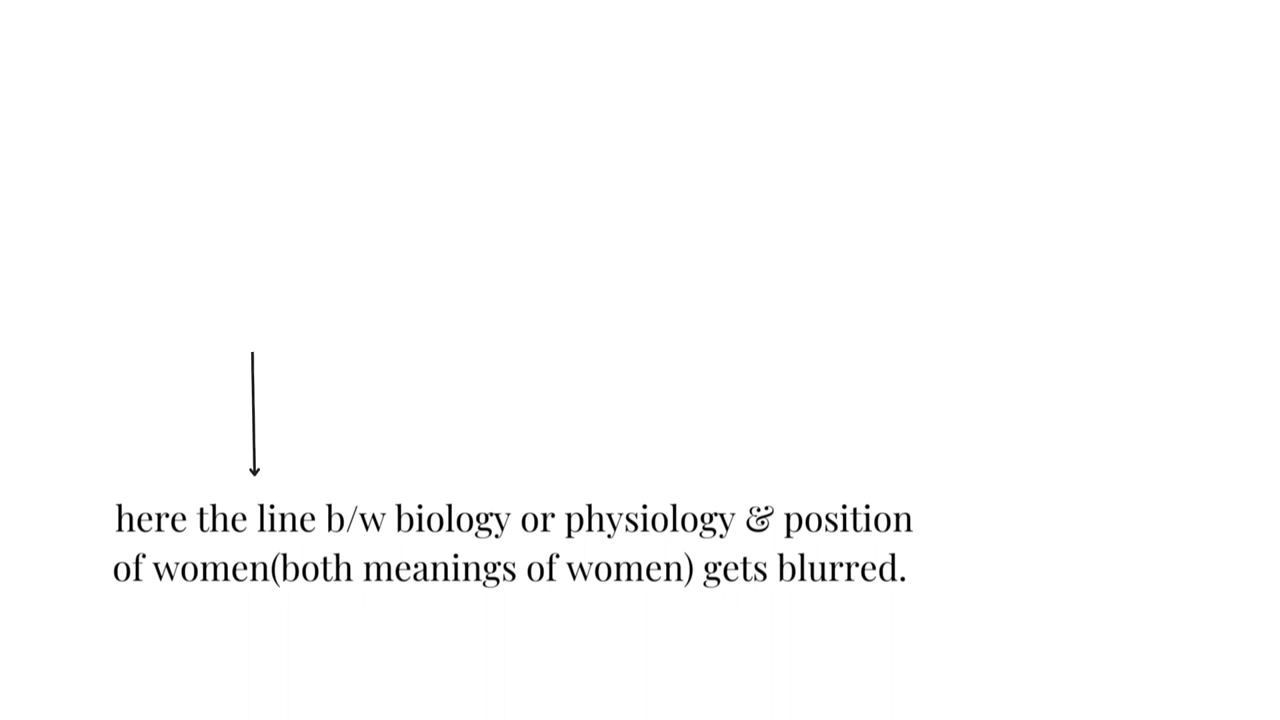 here the line b/w biology or physiology & position
of women(both meanings of women) gets blurred.